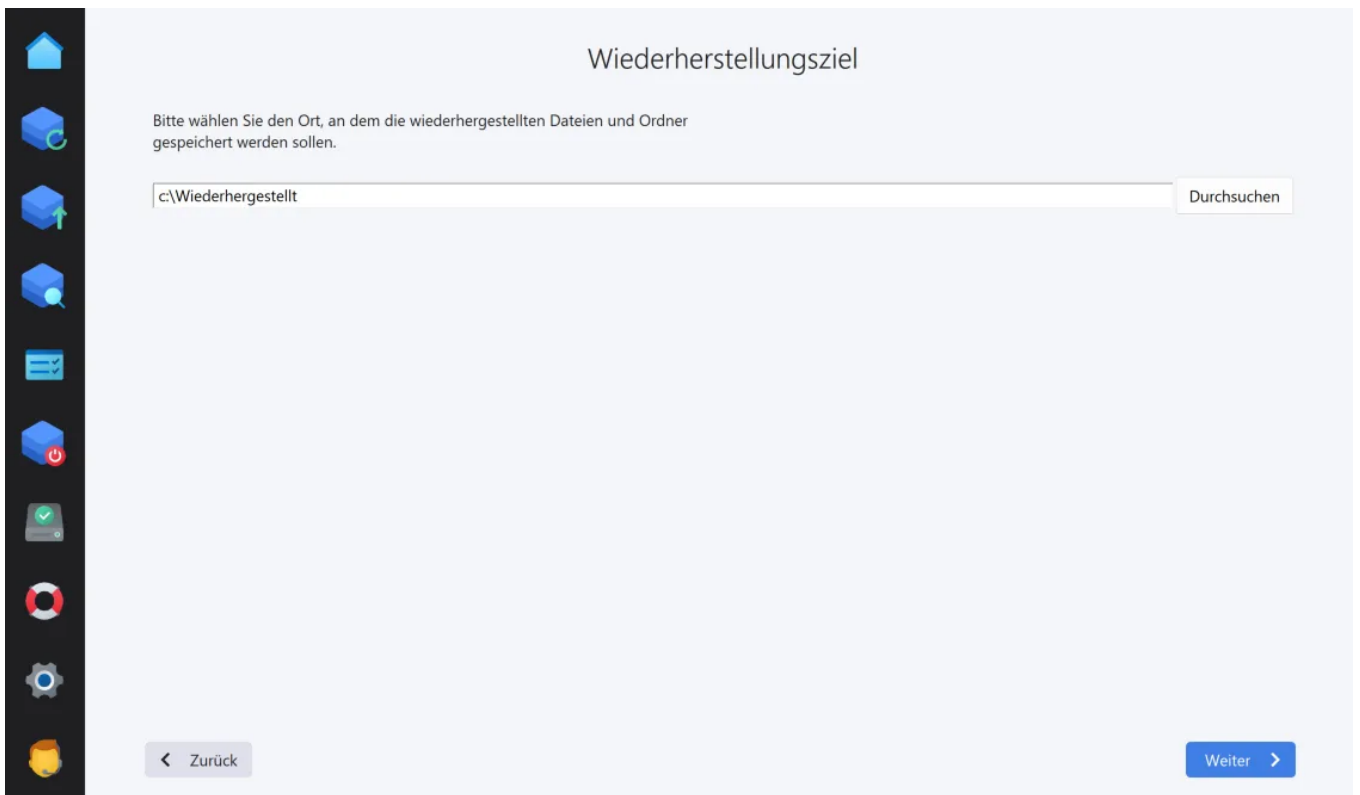 Wiederherstellungsziel
Bitte wählen Sie den Ort, an dem die wiederhergestellten Dateien und Ordner
gespeichert werden sollen.
c:\Wiederhergestellt
Durchsuchen
Zurück
Weiter